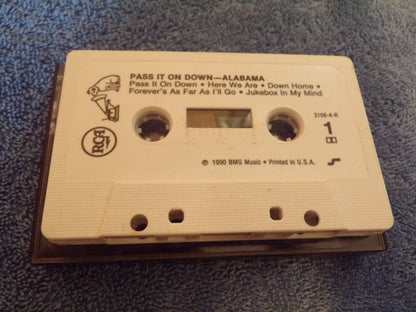 PASS IT ON DOWN—ALABAMA
Pass It On Down • Here We Are • Down Home •
Forever's As Far As I'll Go • Jukebox In My Mind
2108-4-R
1
RCA
℗ 1990 BMG Music • Printed in U.S.A.